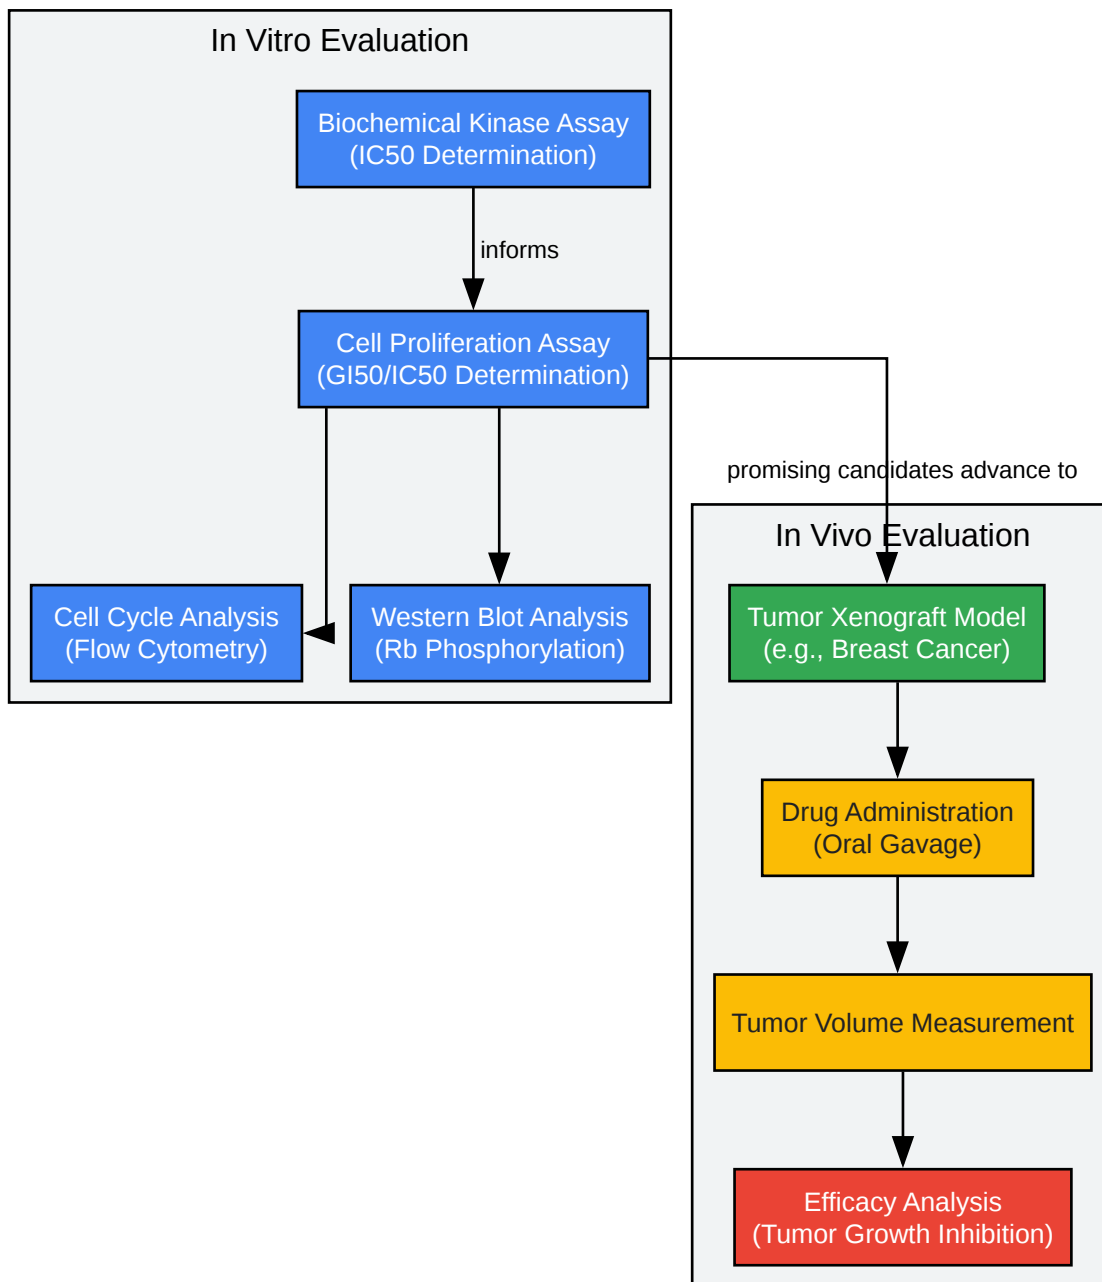 In Vitro Evaluation
Biochemical Kinase Assay
(IC50 Determination)
informs
Cell Proliferation Assay
(GI50/IC50 Determination)
promising candidates advance to
Cell Cycle Analysis
(Flow Cytometry)
Western Blot Analysis
(Rb Phosphorylation)
In Vivo Evaluation
Tumor Xenograft Model
(e.g., Breast Cancer)
Drug Administration
(Oral Gavage)
Tumor Volume Measurement
Efficacy Analysis
(Tumor Growth Inhibition)